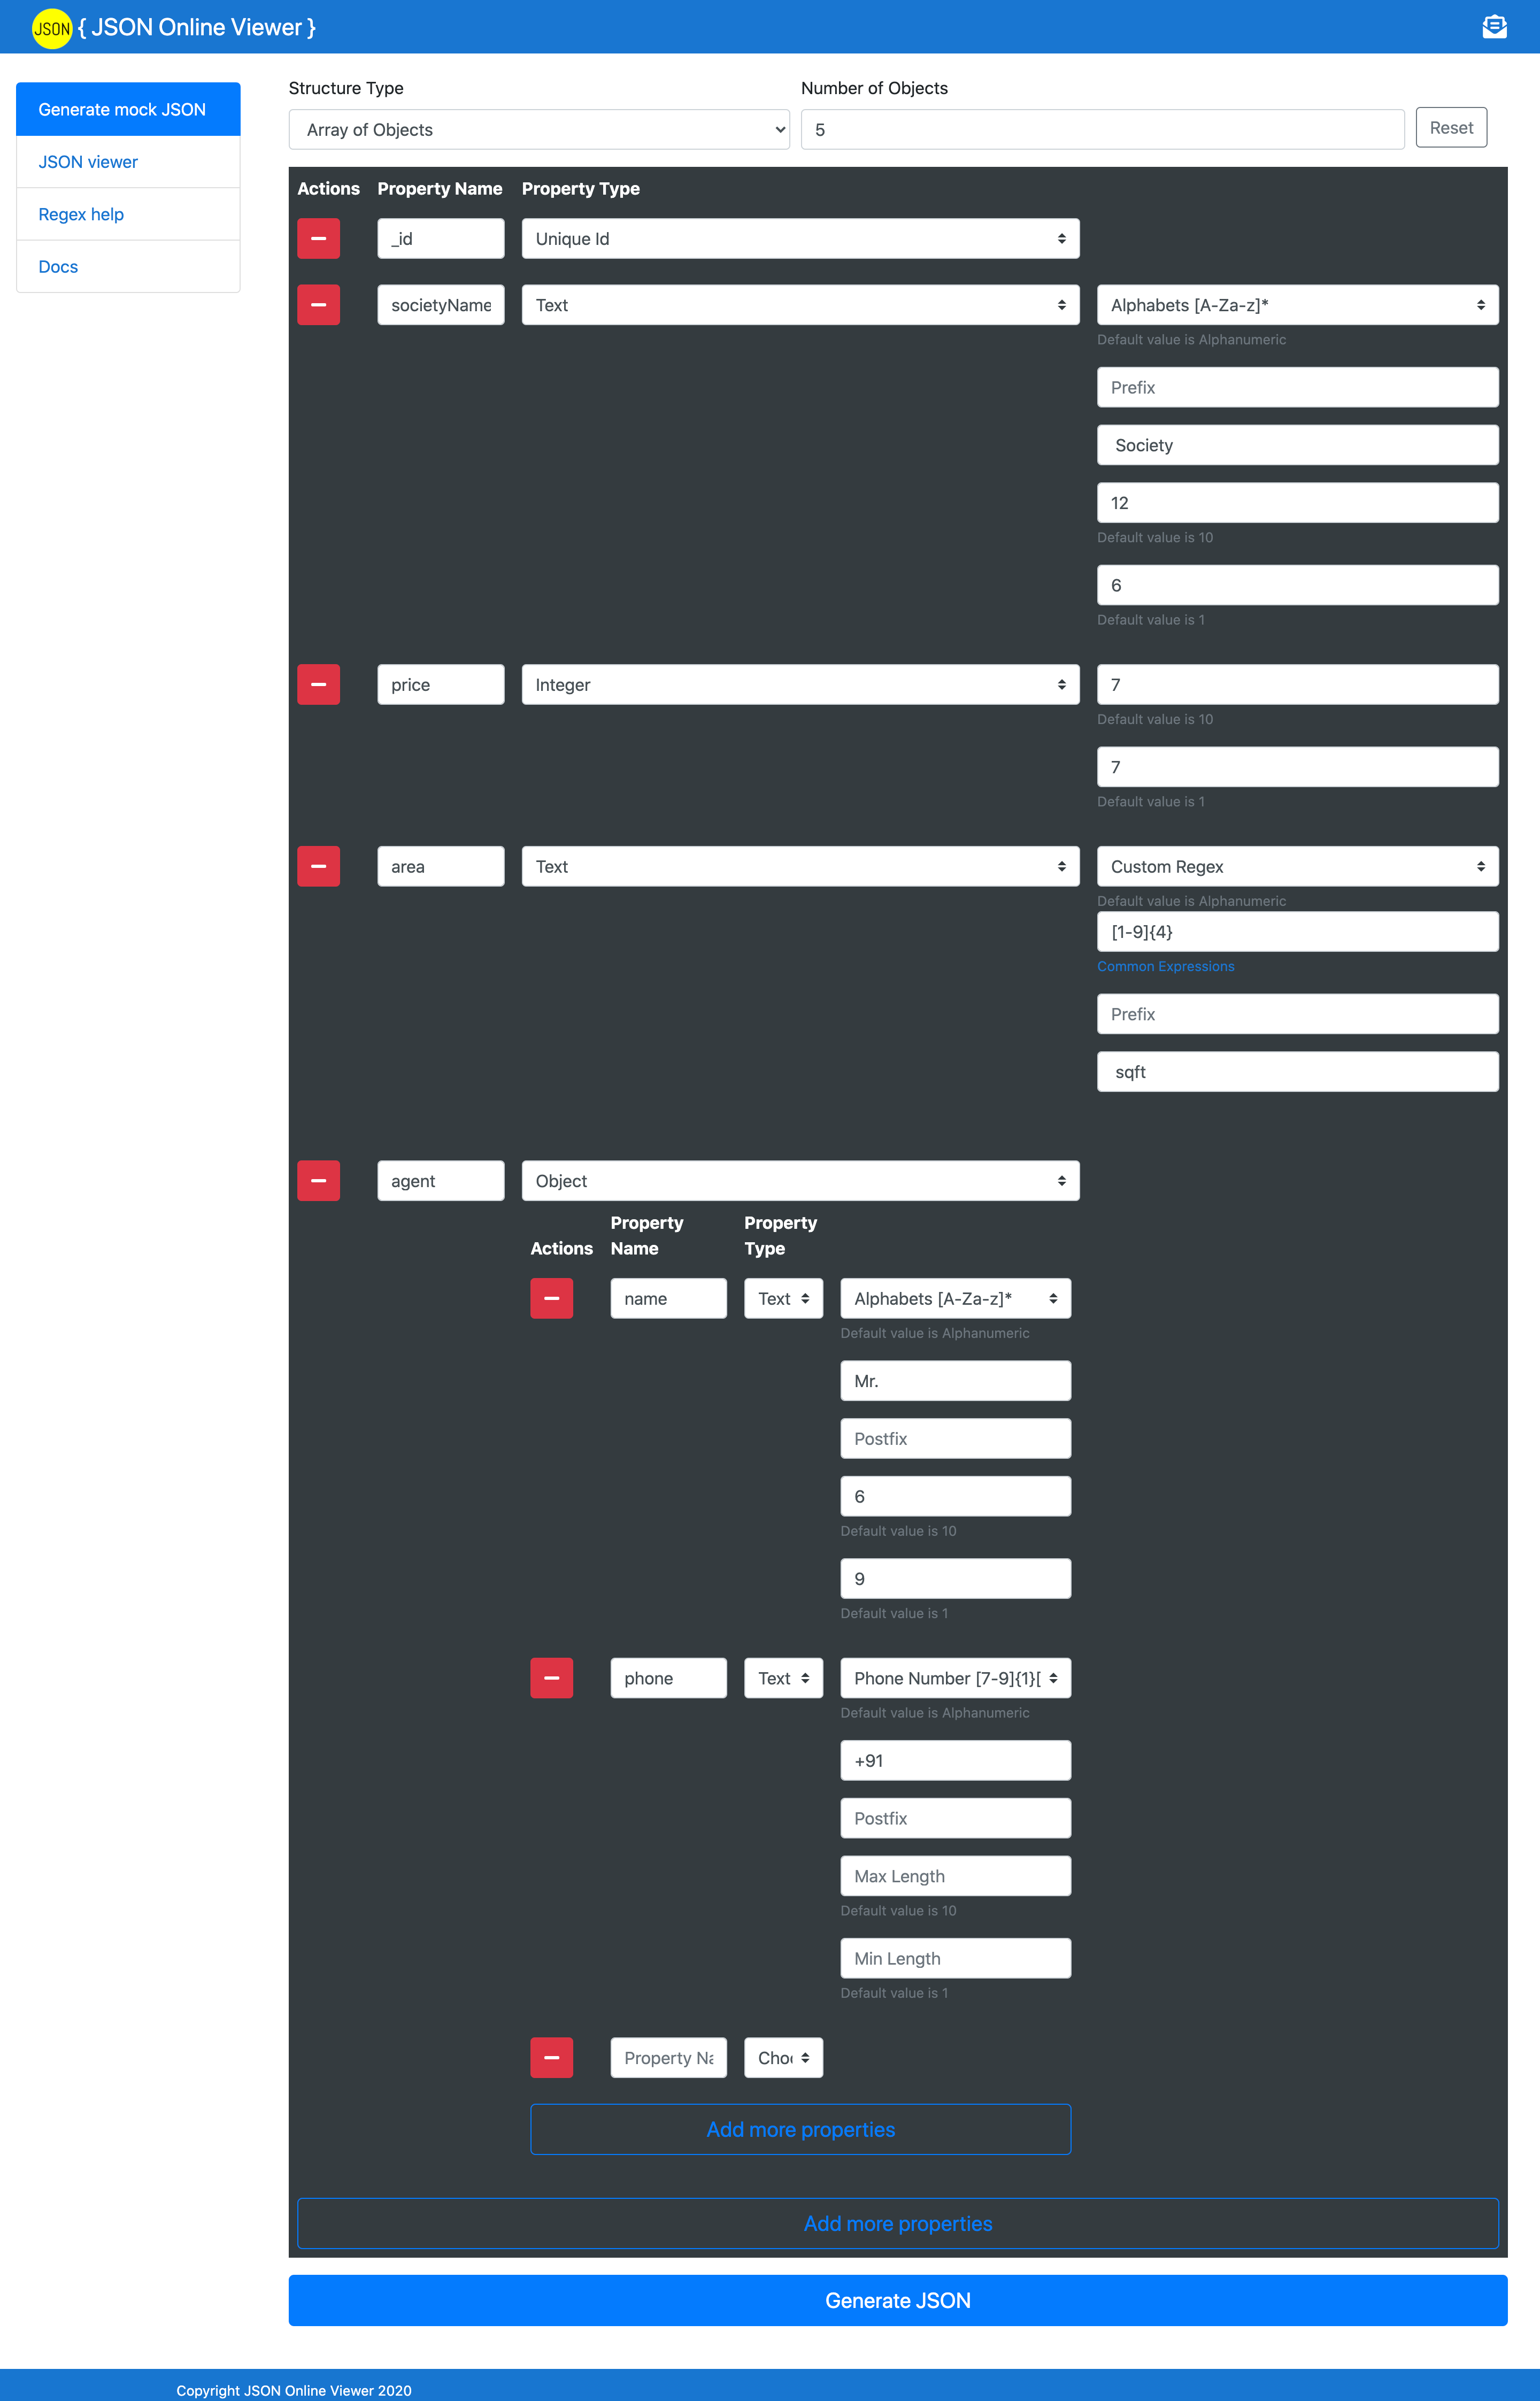 JSON { JSON Online Viewer }
Generate mock JSON
JSON viewer
Regex help
Docs
Structure Type
Number of Objects
Array of Objects
5
Reset
Actions Property Name Property Type
_id Unique Id
societyName Text Alphabets [A-Za-z]*
Default value is Alphanumeric
Prefix
Society
12
Default value is 10
6
Default value is 1
price Integer 7
Default value is 10
7
Default value is 1
area Text Custom Regex
Default value is Alphanumeric
[1-9]{4}
Common Expressions
Prefix
sqft
agent Object
Actions
Property
Name
Property
Type
name Text Alphabets [A-Za-z]*
Default value is Alphanumeric
Mr.
Postfix
6
Default value is 10
9
Default value is 1
phone Text Phone Number [7-9]{1}[
Default value is Alphanumeric
+91
Postfix
Max Length
Default value is 10
Min Length
Default value is 1
Property Na Choo
Add more properties
Add more properties
Generate JSON
Copyright JSON Online Viewer 2020